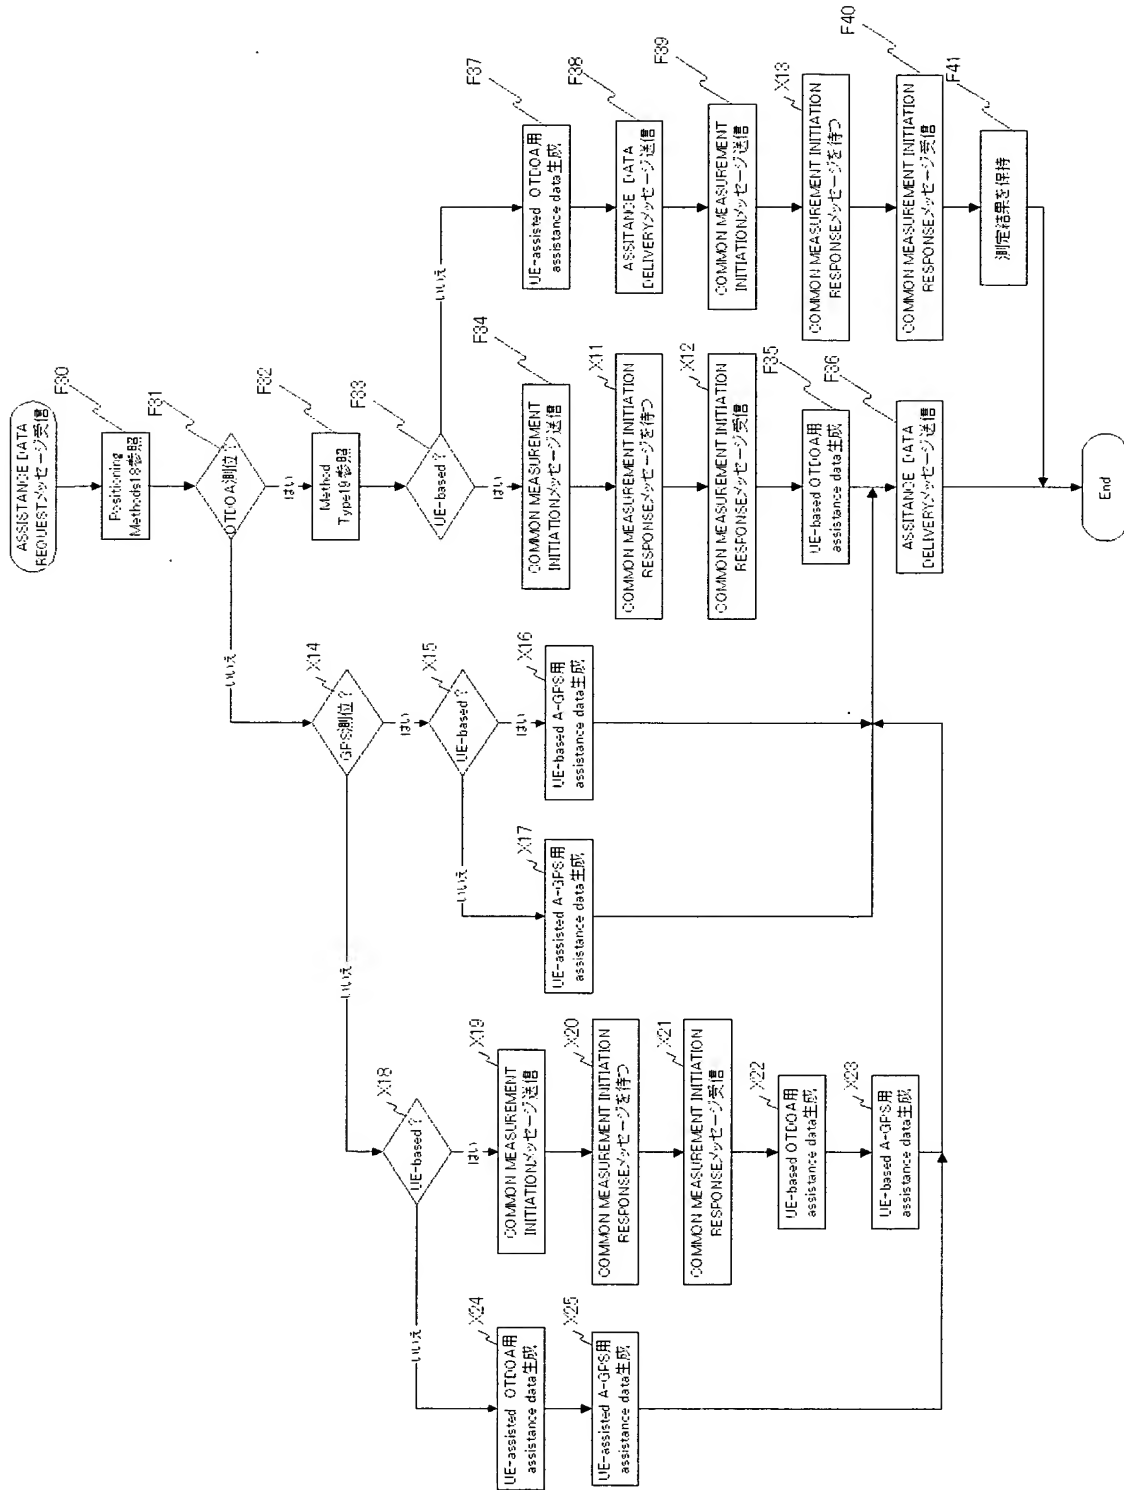 ASSISTANCE DATA
REQUESTメッセージ受信
F30
Positioning
Methods18参照
F31
OTDOA測位？
いいえ
はい
F32
Method
Type19参照
F33
UE-based？
いいえ
はい
F34
COMMON MEASUREMENT
INITIATIONメッセージ送信
X11
COMMON MEASUREMENT INITIATION
RESPONSEメッセージを待つ
X12
COMMON MEASUREMENT INITIATION
RESPONSEメッセージ受信
F35
UE-based OTDOA用
assistance data生成
F36
ASSITANCE DATA
DELIVERYメッセージ送信
F37
UE-assisted OTDOA用
assistance data生成
F38
ASSITANCE DATA
DELIVERYメッセージ送信
F39
COMMON MEASUREMENT
INITIATIONメッセージ送信
X13
COMMON MEASUREMENT INITIATION
RESPONSEメッセージを待つ
F40
COMMON MEASUREMENT INITIATION
RESPONSEメッセージ受信
F41
測定結果を保持
End
X14
GPS測位？
いいえ
はい
X15
UE-based？
いいえ
はい
X16
UE-based A-GPS用
assistance data生成
X17
UE-assisted A-GPS用
assistance data生成
X18
UE-based？
いいえ
はい
X19
COMMON MEASUREMENT
INITIATIONメッセージ送信
X20
COMMON MEASUREMENT INITIATION
RESPONSEメッセージを待つ
X21
COMMON MEASUREMENT INITIATION
RESPONSEメッセージ受信
X22
UE-based OTDOA用
assistance data生成
X23
UE-based A-GPS用
assistance data生成
X24
UE-assisted OTDOA用
assistance data生成
X25
UE-assisted A-GPS用
assistance data生成